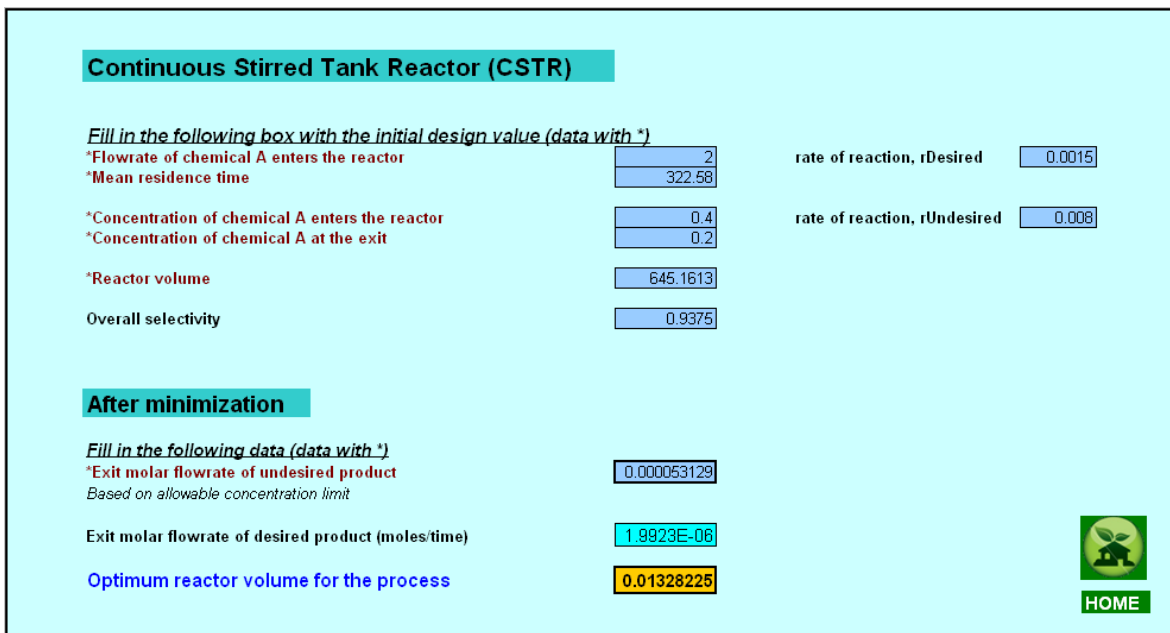 Continuous Stirred Tank Reactor (CSTR)
Fill in the following box with the initial design value (data with *)
*Flowrate of chemical A enters the reactor 2 rate of reaction, rDesired 0.0015
*Mean residence time 322.58
*Concentration of chemical A enters the reactor 0.4 rate of reaction, rUndesired 0.008
*Concentration of chemical A at the exit 0.2
*Reactor volume 645.1613
Overall selectivity 0.9375
After minimization
Fill in the following data (data with *)
*Exit molar flowrate of undesired product 0.000053129
Based on allowable concentration limit
Exit molar flowrate of desired product (moles/time) 1.9923E-06
Optimum reactor volume for the process 0.01328225
HOME